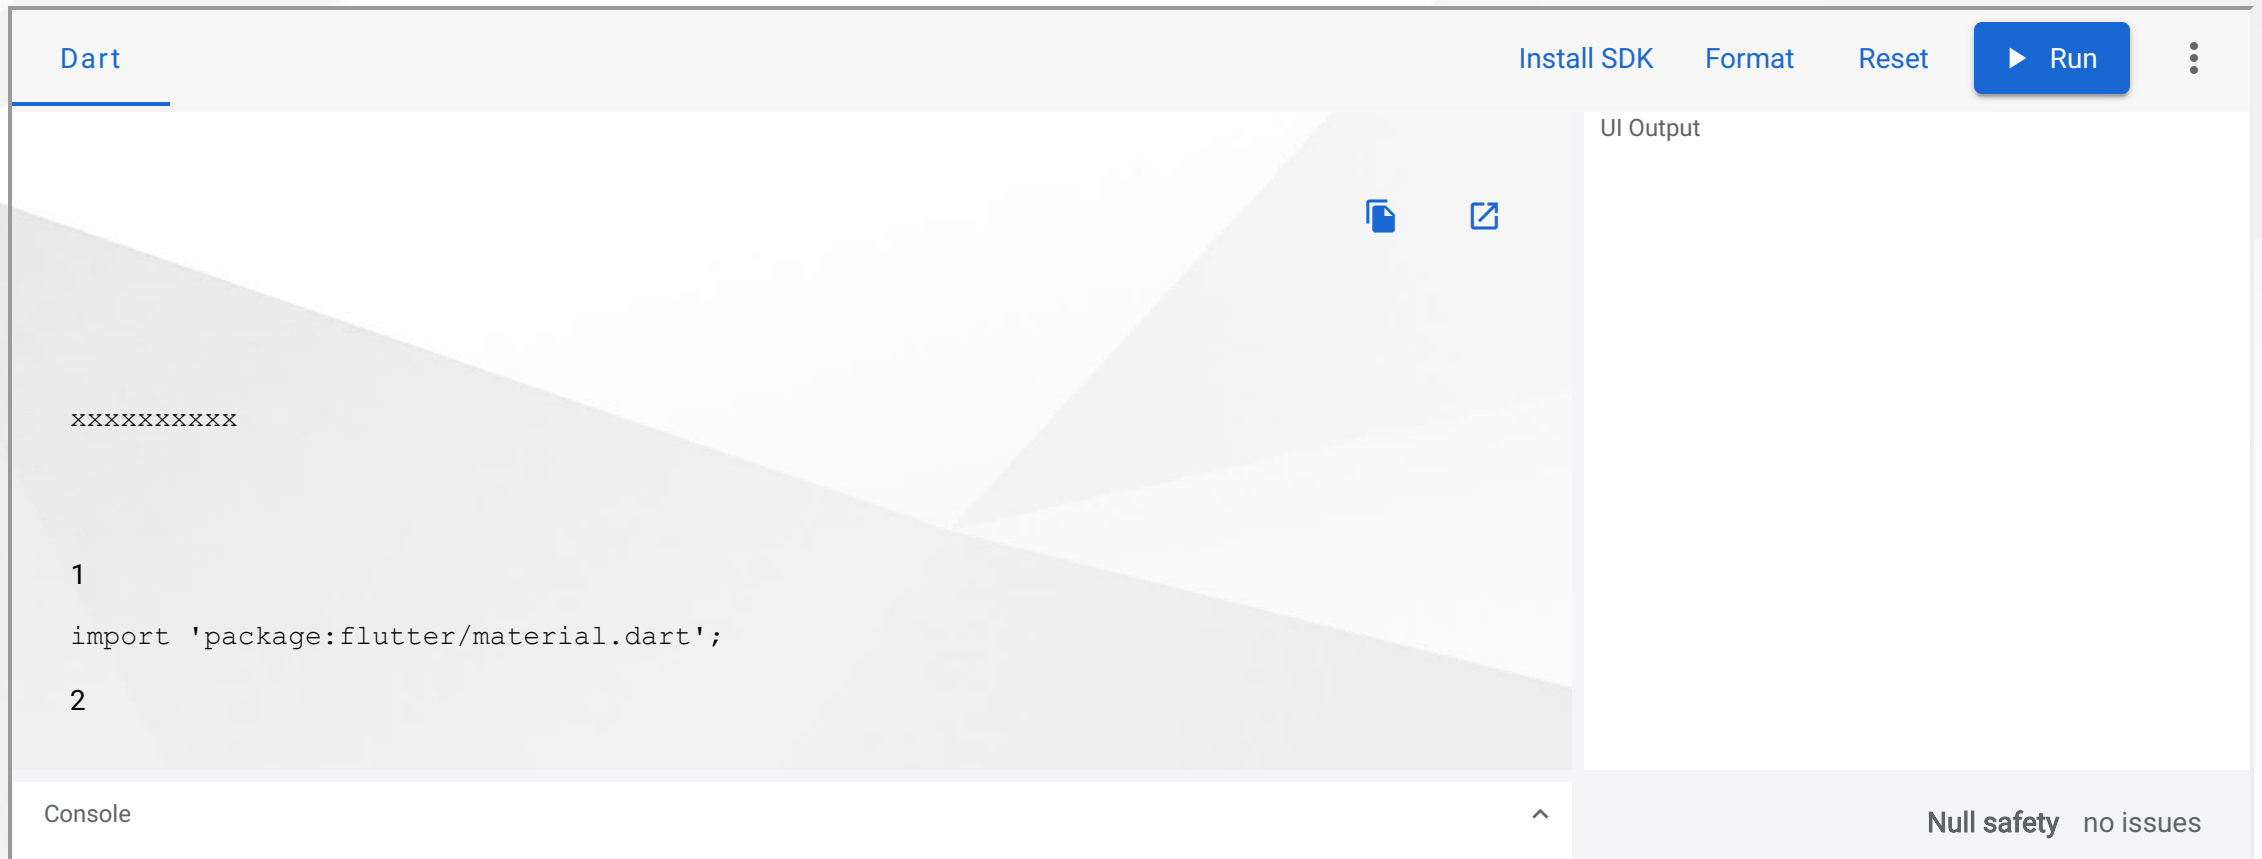 Dart
Install SDK Format Reset Run
UI Output
xxxxxxxxxx
1
import 'package:flutter/material.dart';
2
Console
Null safety no issues